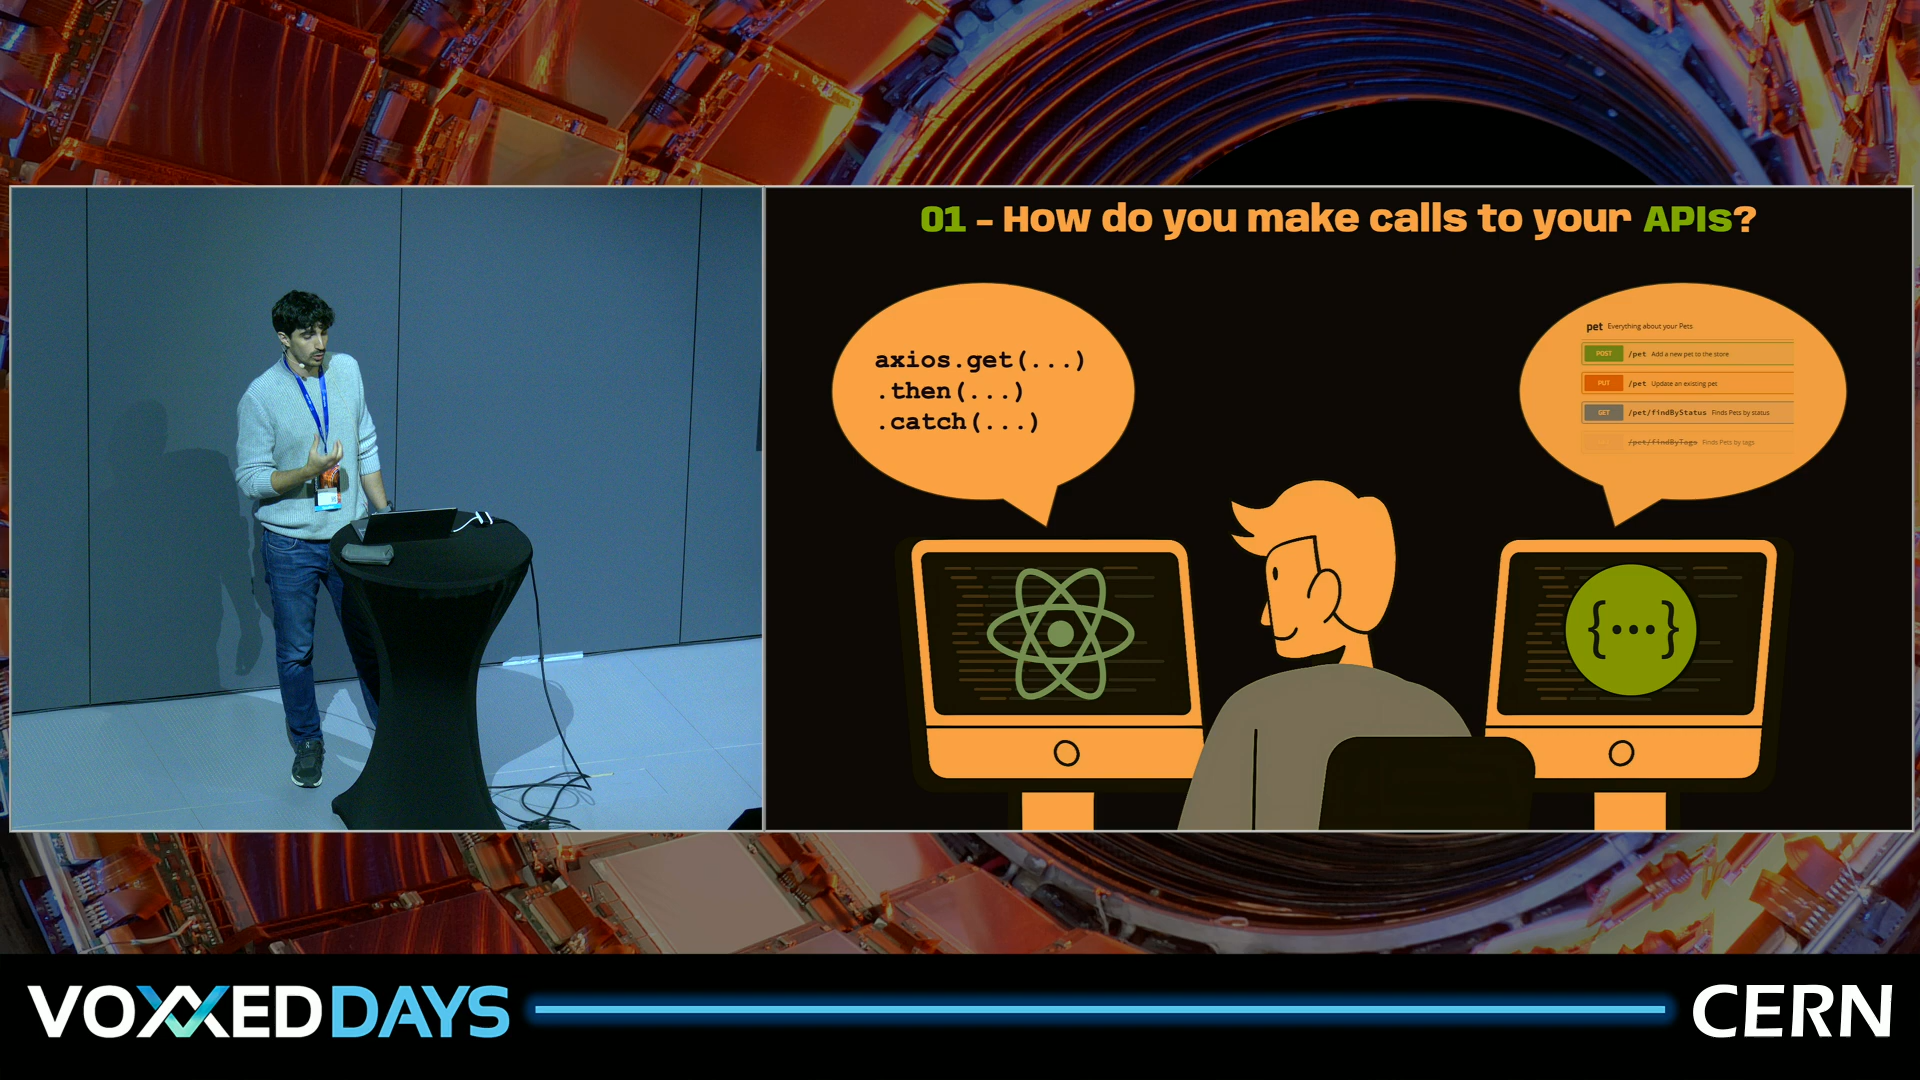 01 - How do you make calls to your APIs?
axios.get(...)
.then(...)
.catch(...)
pet Everything about your Pets
POST /pet Add a new pet to the store
PUT /pet Update an existing pet
GET /pet/findByStatus Finds Pets by status
/pet/findByTags Finds Pets by tags
{...}
VOXXED DAYS
CERN